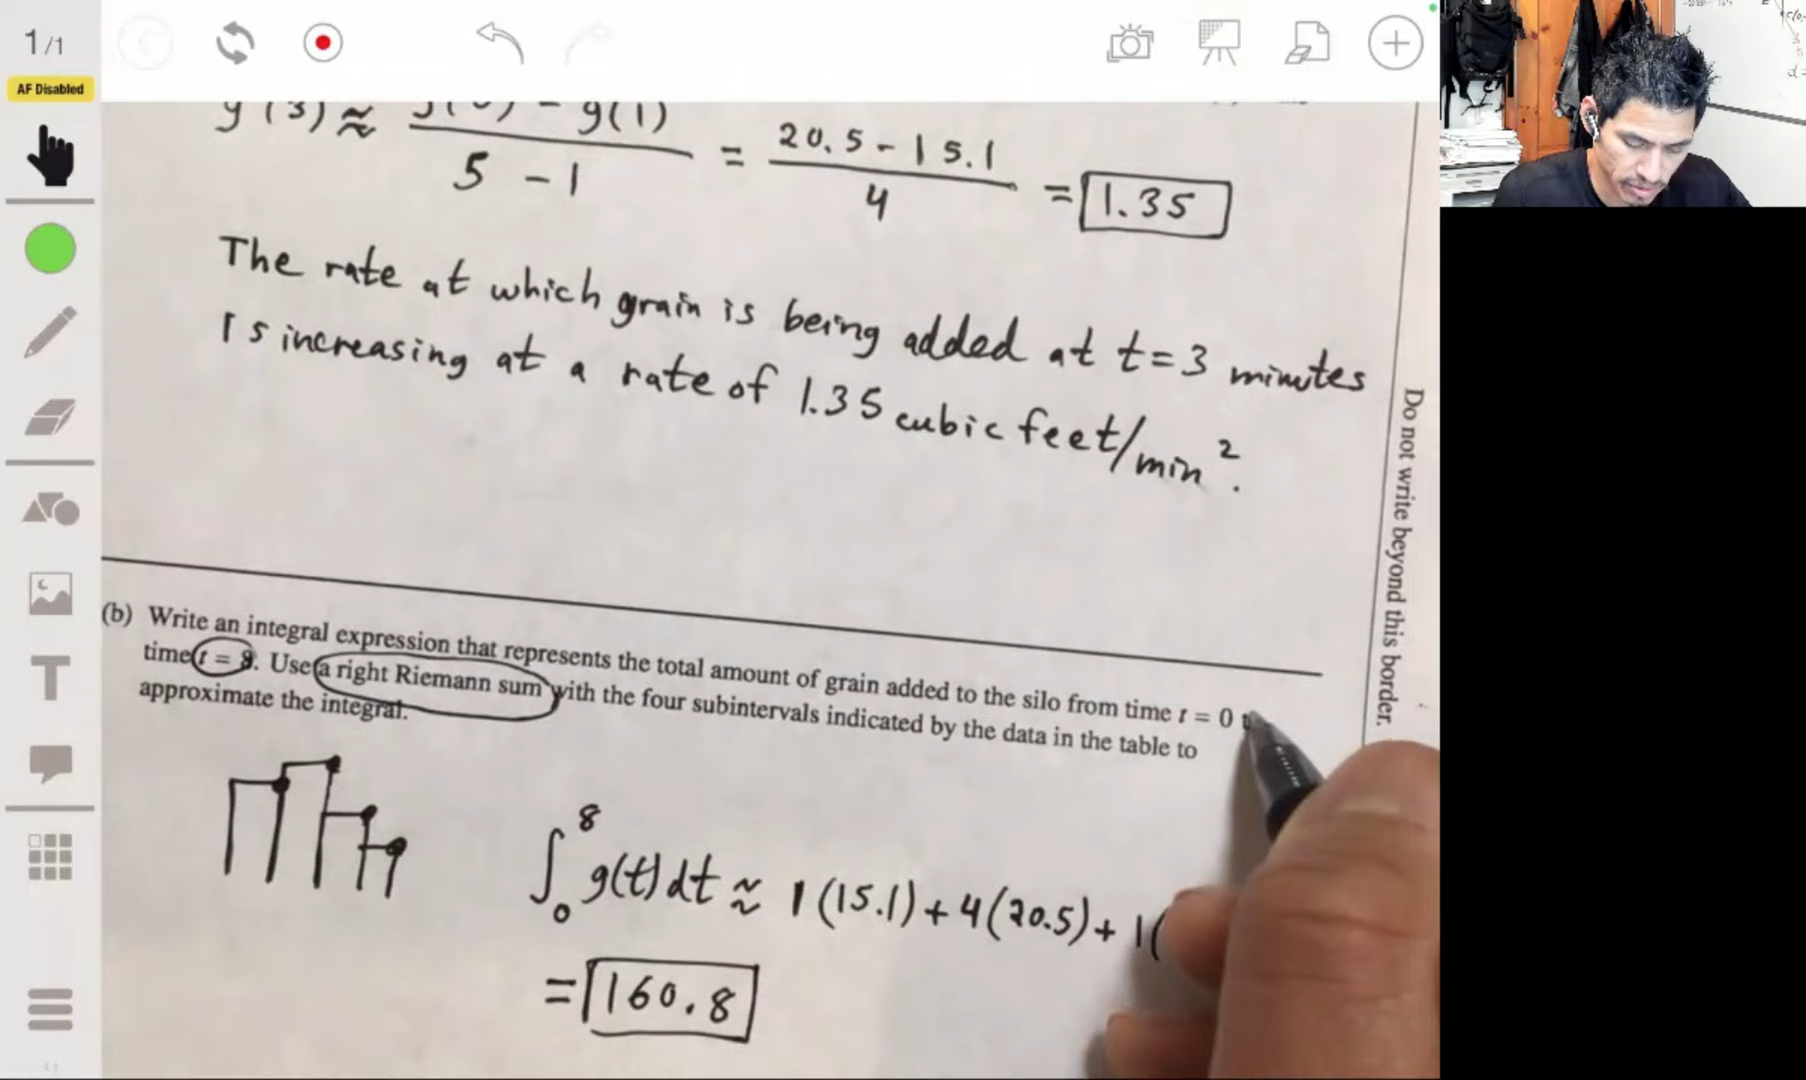 1/1
AF Disabled
g'(3) ≈ g(5) - g(1) / 5 - 1 = 20.5 - 15.1 / 4 = 1.35
The rate at which grain is being added at t=3 minutes
Is increasing at a rate of 1.35 cubic feet/min².
Do not write beyond this border.
(b) Write an integral expression that represents the total amount of grain added to the silo from time t = 0
time t = 8. Use a right Riemann sum with the four subintervals indicated by the data in the table to
approximate the integral.
∫₀⁸ g(t)dt ≈ 1(15.1)+4(20.5)+1(
= 160.8
T